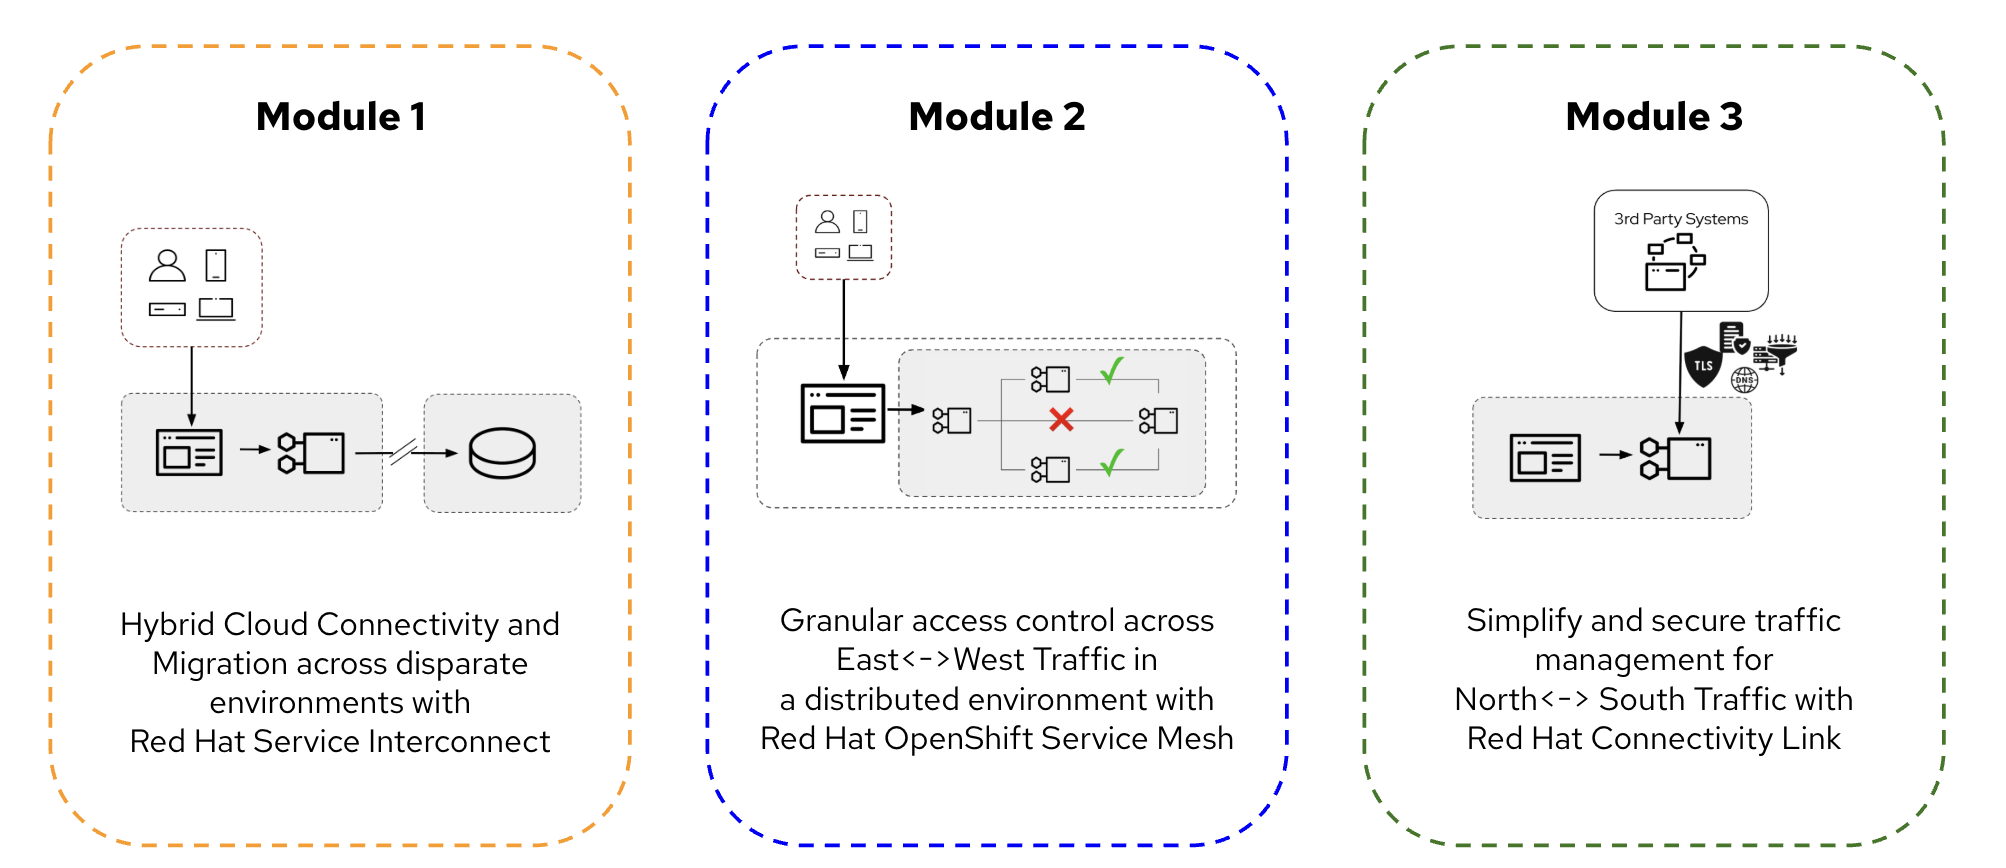 Module 1
Hybrid Cloud Connectivity and
Migration across disparate
environments with
Red Hat Service Interconnect
Module 2
Granular access control across
East<->West Traffic in
a distributed environment with
Red Hat OpenShift Service Mesh
Module 3
3rd Party Systems
TLS
DNS
Simplify and secure traffic
management for
North<-> South Traffic with
Red Hat Connectivity Link